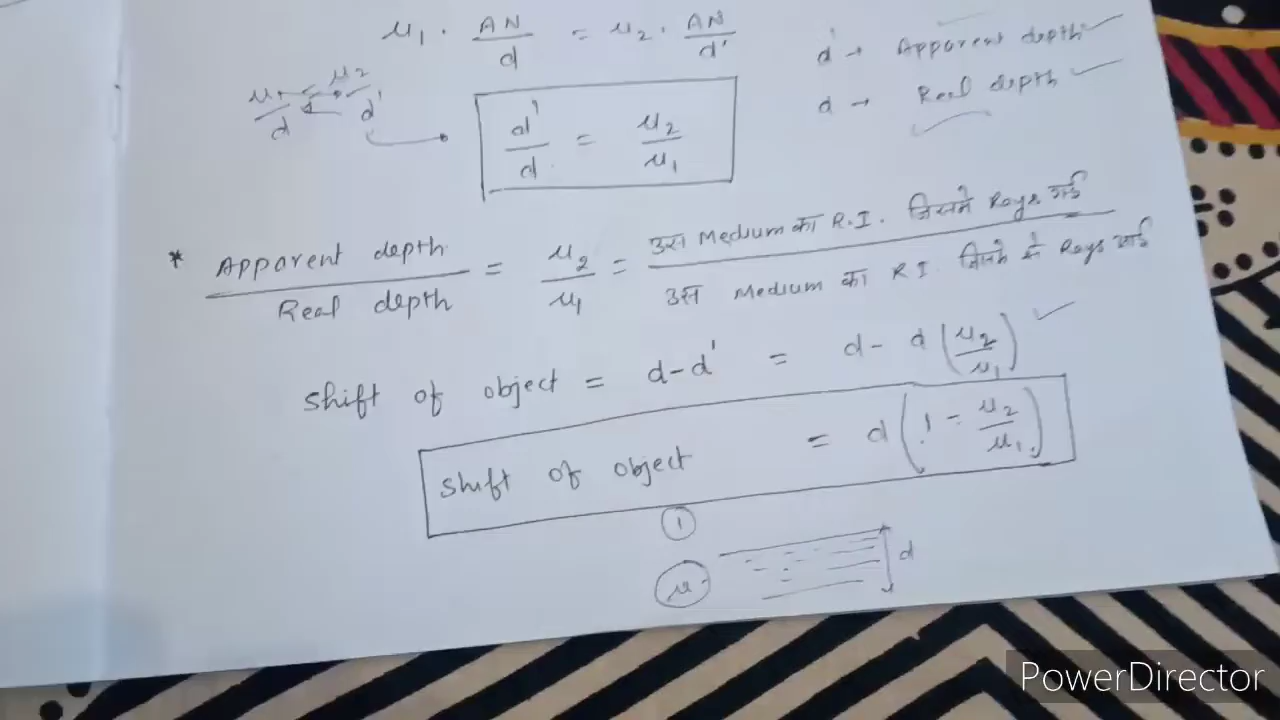 μ₁ · AN/d = μ₂ · AN/d'
d' → Apparent depth
d → Real depth
μ₁/d μ₂/d'
d'/d = μ₂/μ₁
* Apparent depth / Real depth = μ₂/μ₁ = उस Medium का R.I. जिसमे Rays गई / उस Medium का R.I. जिसमे से Rays आई
Shift of object = d-d' = d - d(μ₂/μ₁)
Shift of object = d(1 - μ₂/μ₁)
1
μ d
PowerDirector